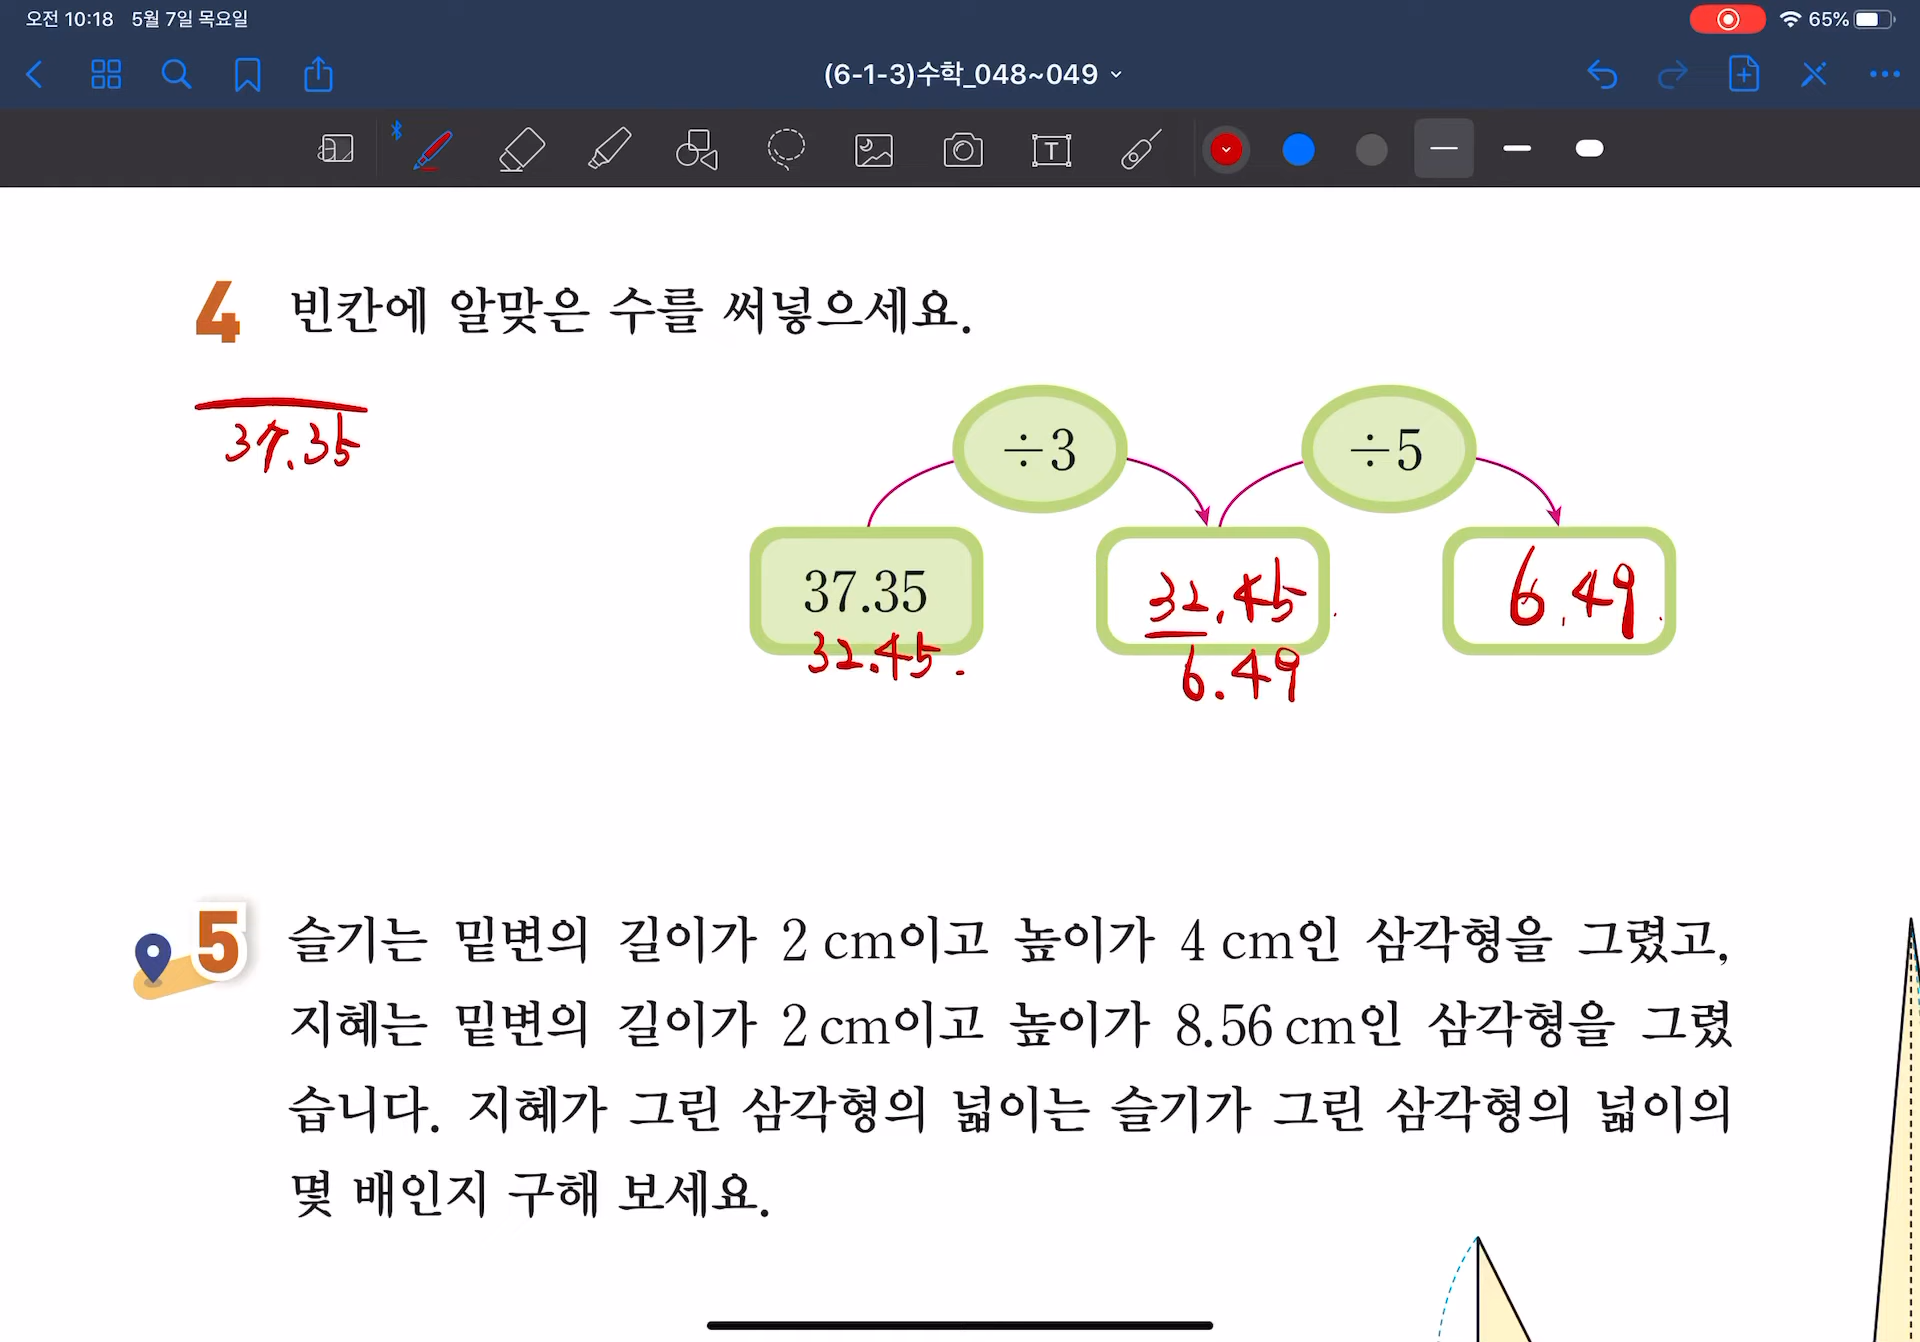 오전 10:18 5월 7일 목요일
65%
(6-1-3)수학_048~049
T
4 빈칸에 알맞은 수를 써넣으세요.
37.35
÷3 ÷5
37.35 32.45 6.49
32.45 6.49
5 슬기는 밑변의 길이가 2 cm이고 높이가 4 cm인 삼각형을 그렸고,
지혜는 밑변의 길이가 2 cm이고 높이가 8.56 cm인 삼각형을 그렸
습니다. 지혜가 그린 삼각형의 넓이는 슬기가 그린 삼각형의 넓이의
몇 배인지 구해 보세요.